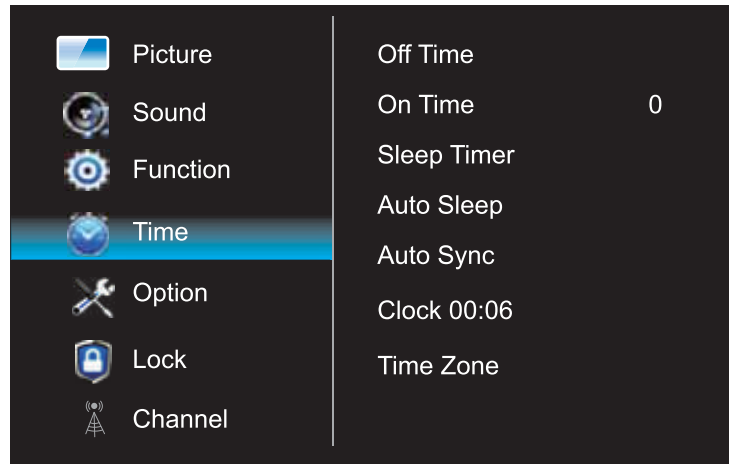 Picture
Sound
Function
Time
Option
Lock
Channel
Off Time
On Time 0
Sleep Timer
Auto Sleep
Auto Sync
Clock 00:06
Time Zone